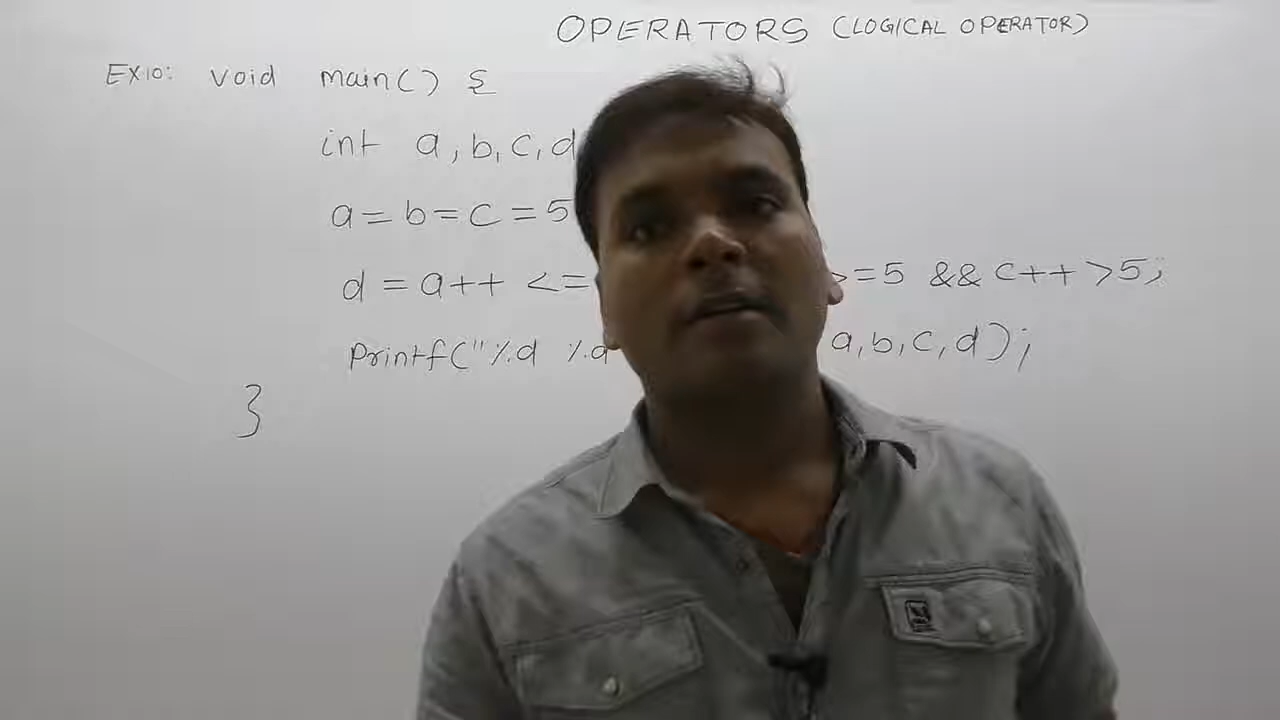 OPERATORS (LOGICAL OPERATOR)
EX10: void main() {
int a, b, c, d
a = b = c = 5
d = a++ <= >=5 && c++ >5;
Printf("%d %d a, b, c, d);
}